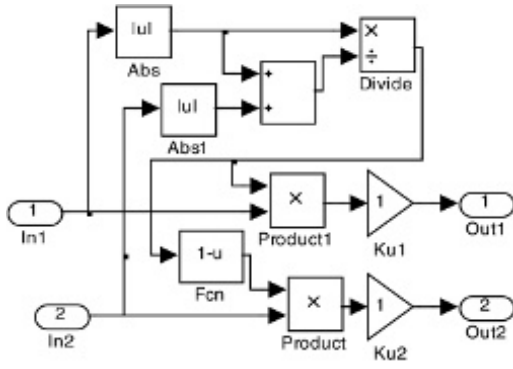 |u|
Abs
×
÷
Divide
+
+
|u|
Abs1
1
In1
×
Product1
1
Ku1
1
Out1
1-u
Fcn
2
In2
×
Product
1
Ku2
2
Out2